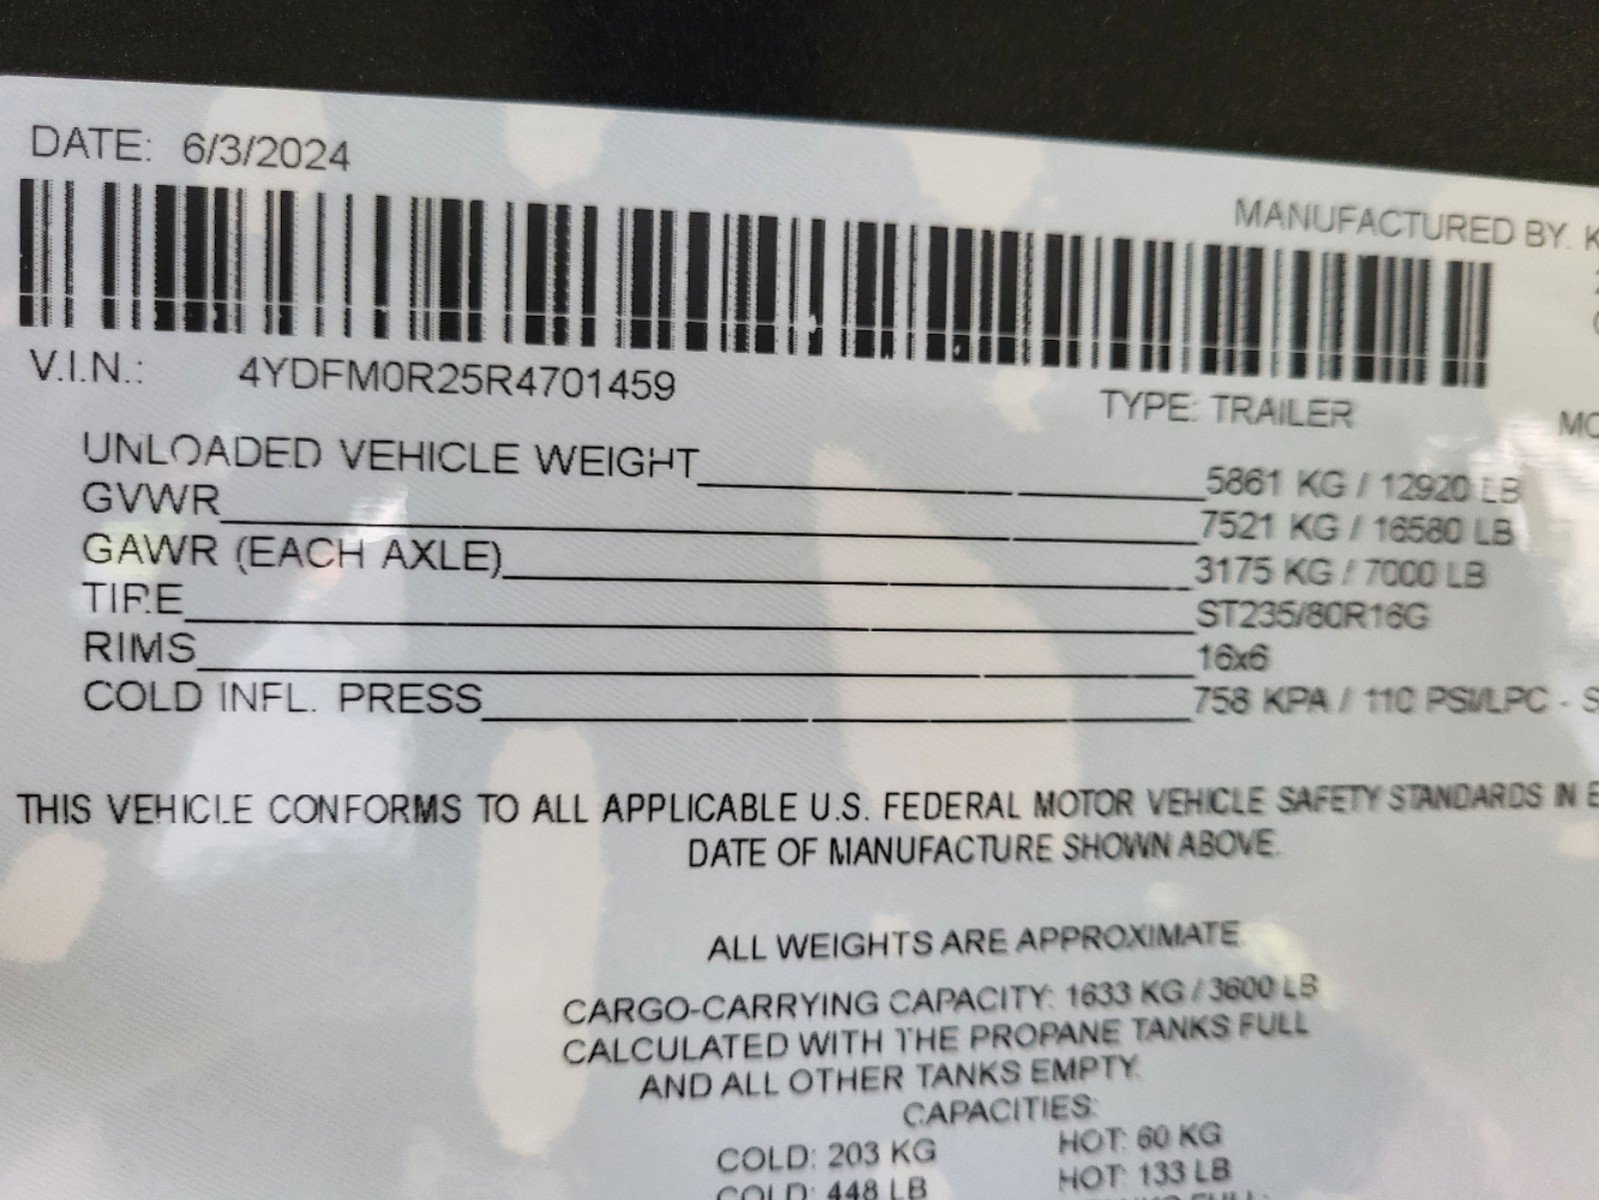 DATE: 6/3/2024
MANUFACTURED BY: K
V.I.N.: 4YDFM0R25R4701459
TYPE: TRAILER
MO
UNLOADED VEHICLE WEIGHT 5861 KG / 12920 LB
GVWR 7521 KG / 16580 LB
GAWR (EACH AXLE) 3175 KG / 7000 LB
TIRE ST235/80R16G
RIMS 16x6
COLD INFL. PRESS 758 KPA / 110 PSI/LPC - S
THIS VEHICLE CONFORMS TO ALL APPLICABLE U.S. FEDERAL MOTOR VEHICLE SAFETY STANDARDS IN E
DATE OF MANUFACTURE SHOWN ABOVE.
ALL WEIGHTS ARE APPROXIMATE
CARGO-CARRYING CAPACITY: 1633 KG / 3600 LB
CALCULATED WITH THE PROPANE TANKS FULL
AND ALL OTHER TANKS EMPTY.
CAPACITIES:
COLD: 203 KG HOT: 60 KG
COLD: 448 LB HOT: 133 LB